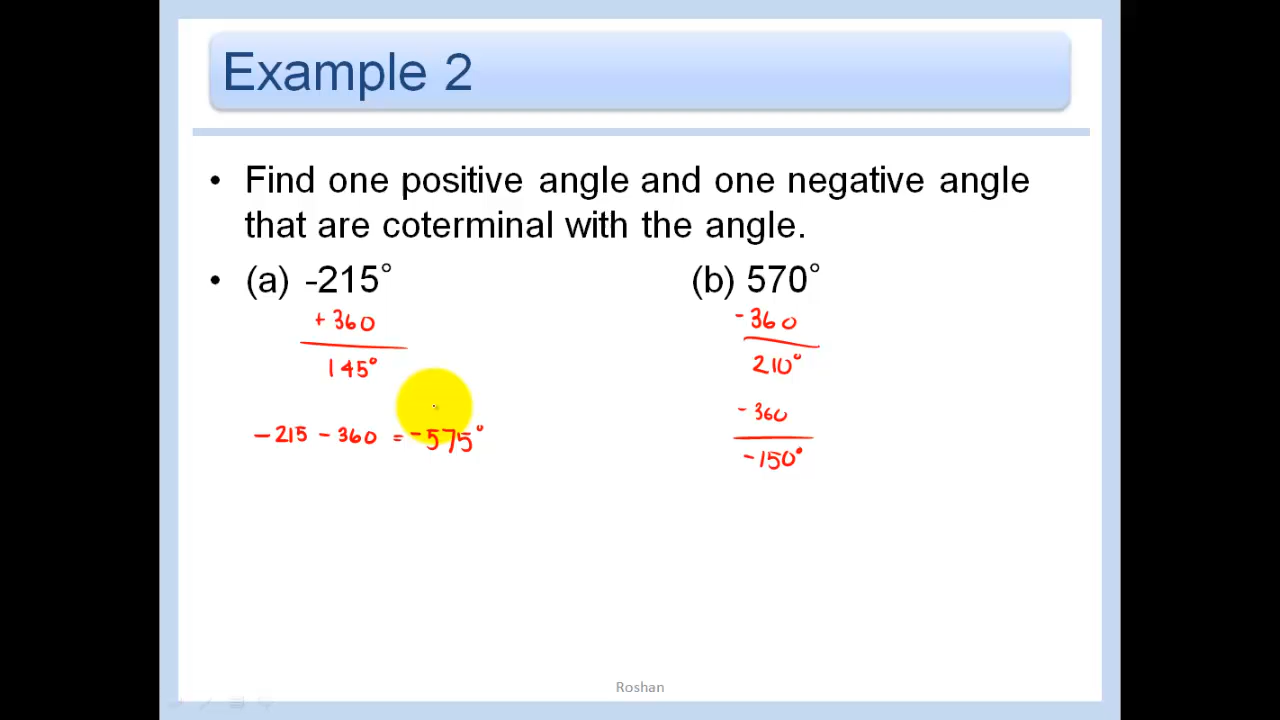 Example 2
• Find one positive angle and one negative angle
that are coterminal with the angle.
• (a) -215° (b) 570°
+ 360
145°
- 215 - 360 = - 575°
- 360
210°
- 360
- 150°
Roshan